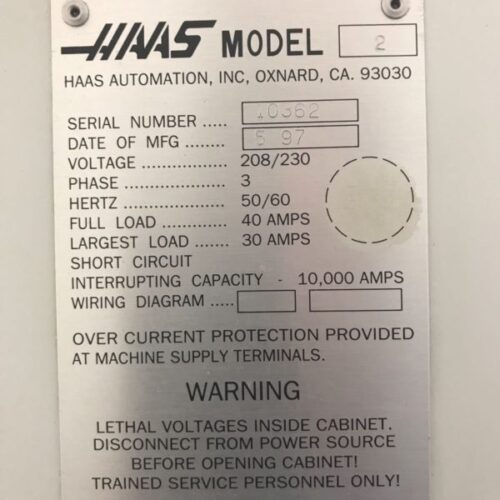 HAAS MODEL 2
HAAS AUTOMATION, INC, OXNARD, CA. 93030
SERIAL NUMBER ..... 10362
DATE OF MFG ........ 5 97
VOLTAGE ................ 208/230
PHASE .................... 3
HERTZ .................... 50/60
FULL LOAD ............. 40 AMPS
LARGEST LOAD ....... 30 AMPS
SHORT CIRCUIT
INTERRUPTING CAPACITY - 10,000 AMPS
WIRING DIAGRAM .....
OVER CURRENT PROTECTION PROVIDED
AT MACHINE SUPPLY TERMINALS.
WARNING
LETHAL VOLTAGES INSIDE CABINET.
DISCONNECT FROM POWER SOURCE
BEFORE OPENING CABINET!
TRAINED SERVICE PERSONNEL ONLY!